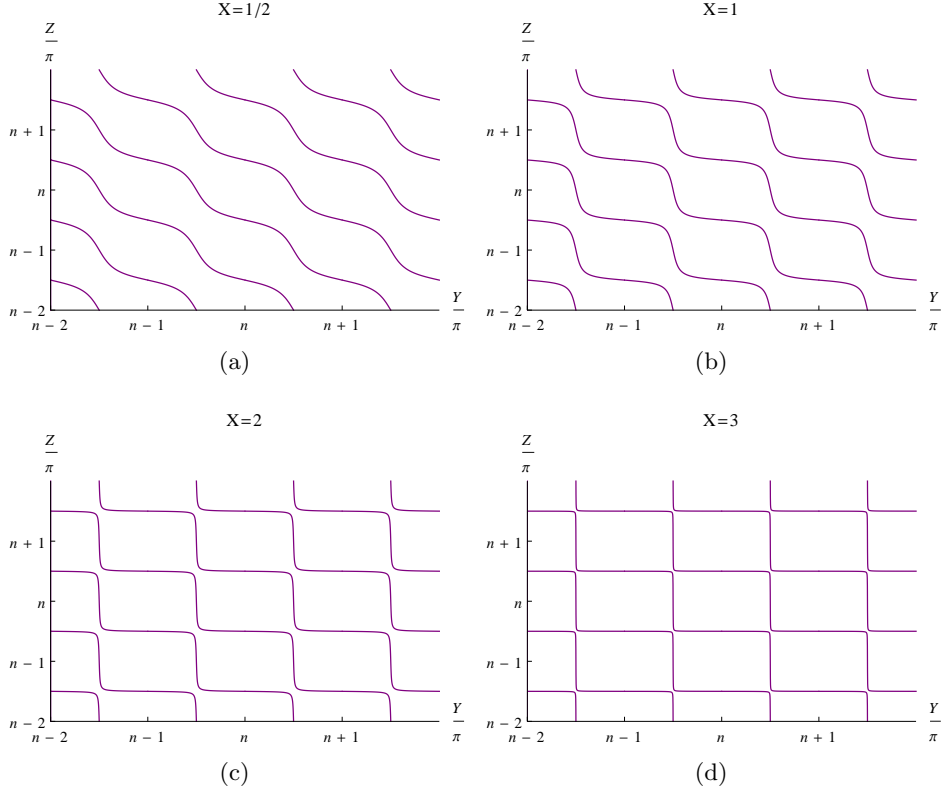 X=1/2
Z
π
n + 1
n
n − 1
n − 2
n − 2
n − 1
n
n + 1
Y
π
(a)
X=1
Z
π
n + 1
n
n − 1
n − 2
n − 2
n − 1
n
n + 1
Y
π
(b)
X=2
Z
π
n + 1
n
n − 1
n − 2
n − 2
n − 1
n
n + 1
Y
π
(c)
X=3
Z
π
n + 1
n
n − 1
n − 2
n − 2
n − 1
n
n + 1
Y
π
(d)